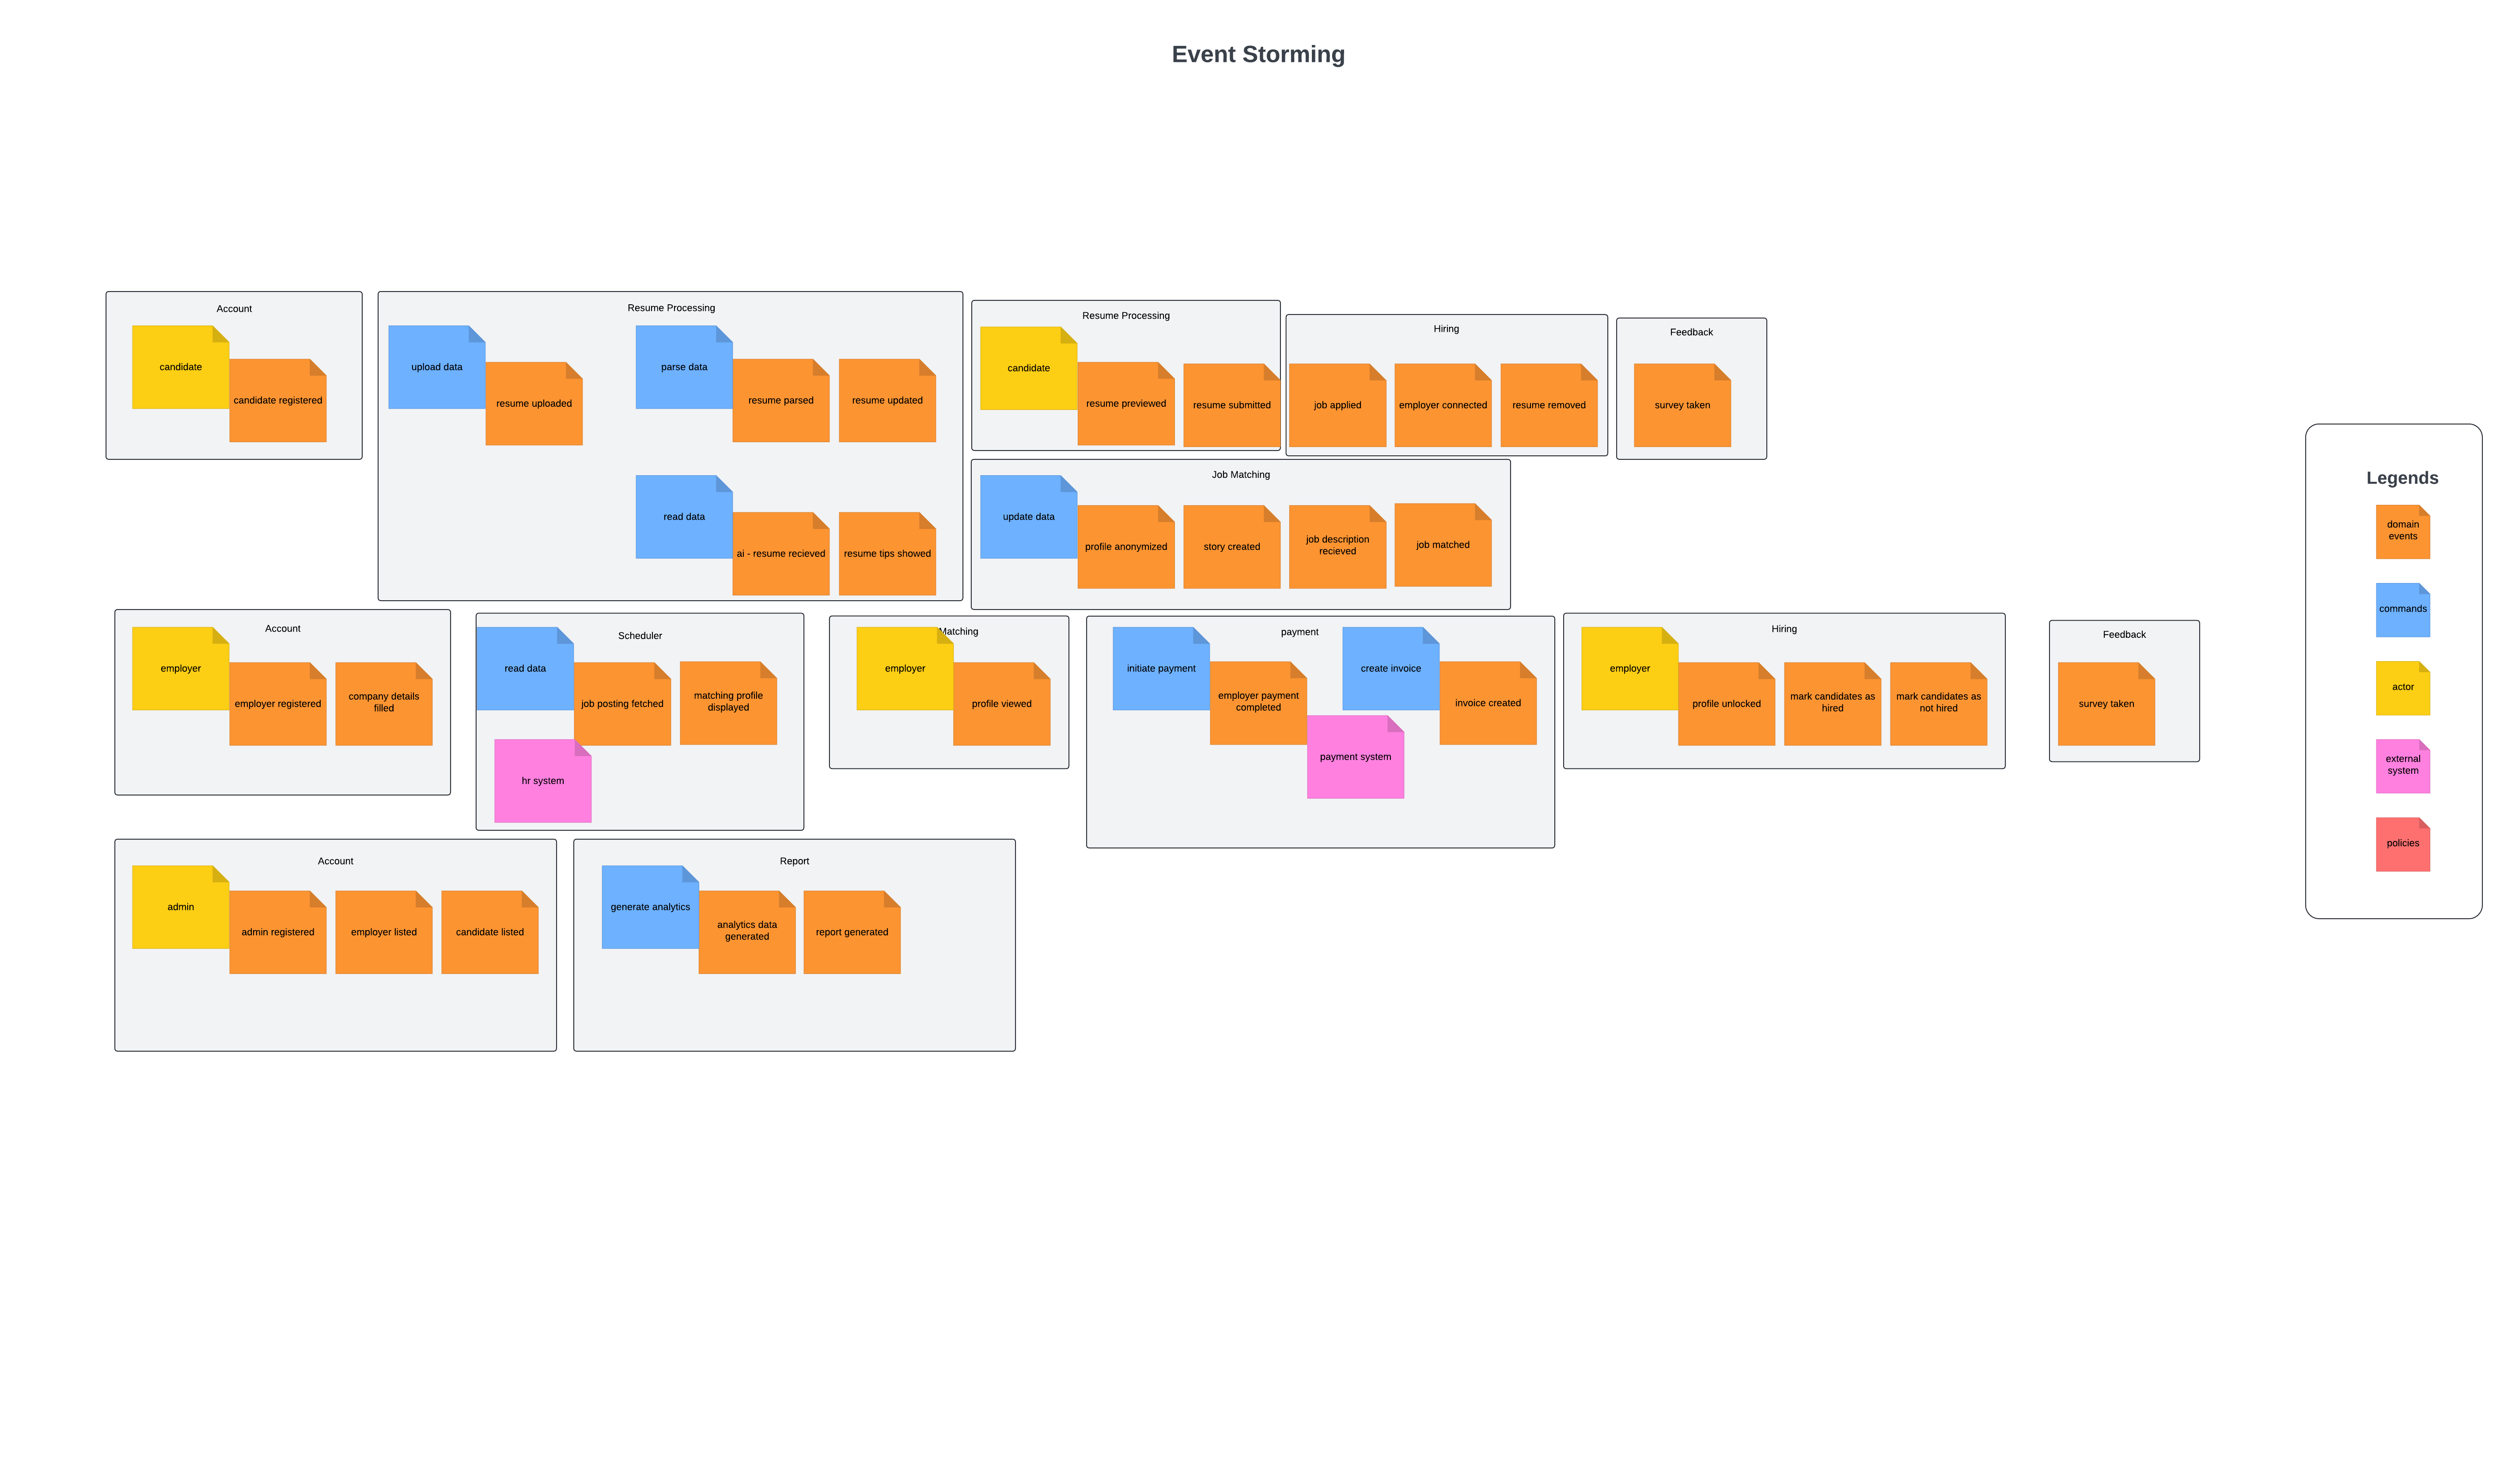 Event Storming
Account
candidate
candidate registered
Resume Processing
upload data
resume uploaded
parse data
resume parsed
resume updated
read data
ai - resume recieved
resume tips showed
Resume Processing
candidate
resume previewed
resume submitted
Hiring
job applied
employer connected
resume removed
Feedback
survey taken
Job Matching
update data
profile anonymized
story created
job description
recieved
job matched
Account
employer
employer registered
company details
filled
Scheduler
read data
job posting fetched
matching profile
displayed
hr system
Matching
employer
profile viewed
payment
initiate payment
employer payment
completed
payment system
create invoice
invoice created
Hiring
employer
profile unlocked
mark candidates as
hired
mark candidates as
not hired
Feedback
survey taken
Account
admin
admin registered
employer listed
candidate listed
Report
generate analytics
analytics data
generated
report generated
Legends
domain
events
commands
actor
external
system
policies